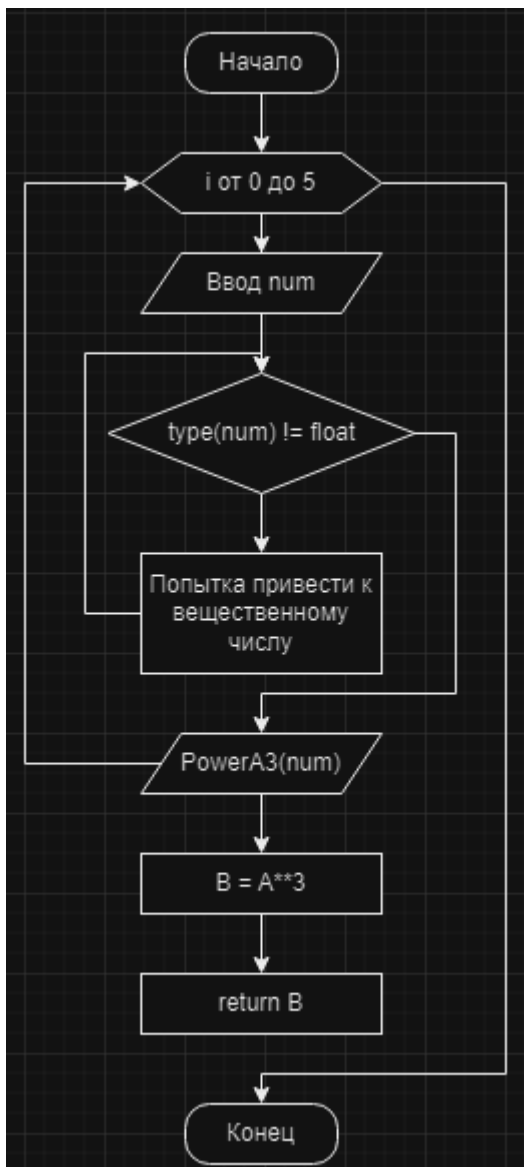 Начало
i от 0 до 5
Ввод num
type(num) != float
Попытка привести к
вещественному
числу
PowerA3(num)
B = A**3
return B
Конец